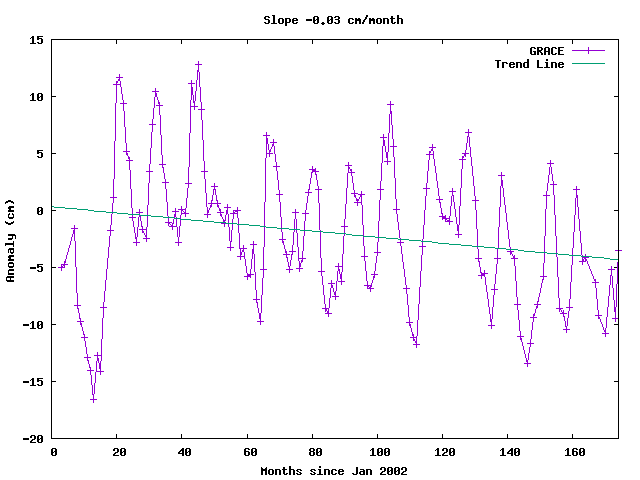 Slope -0.03 cm/month
GRACE
Trend Line
15
10
5
0
-5
-10
-15
-20
Anomaly (cm)
0 20 40 60 80 100 120 140 160
Months since Jan 2002